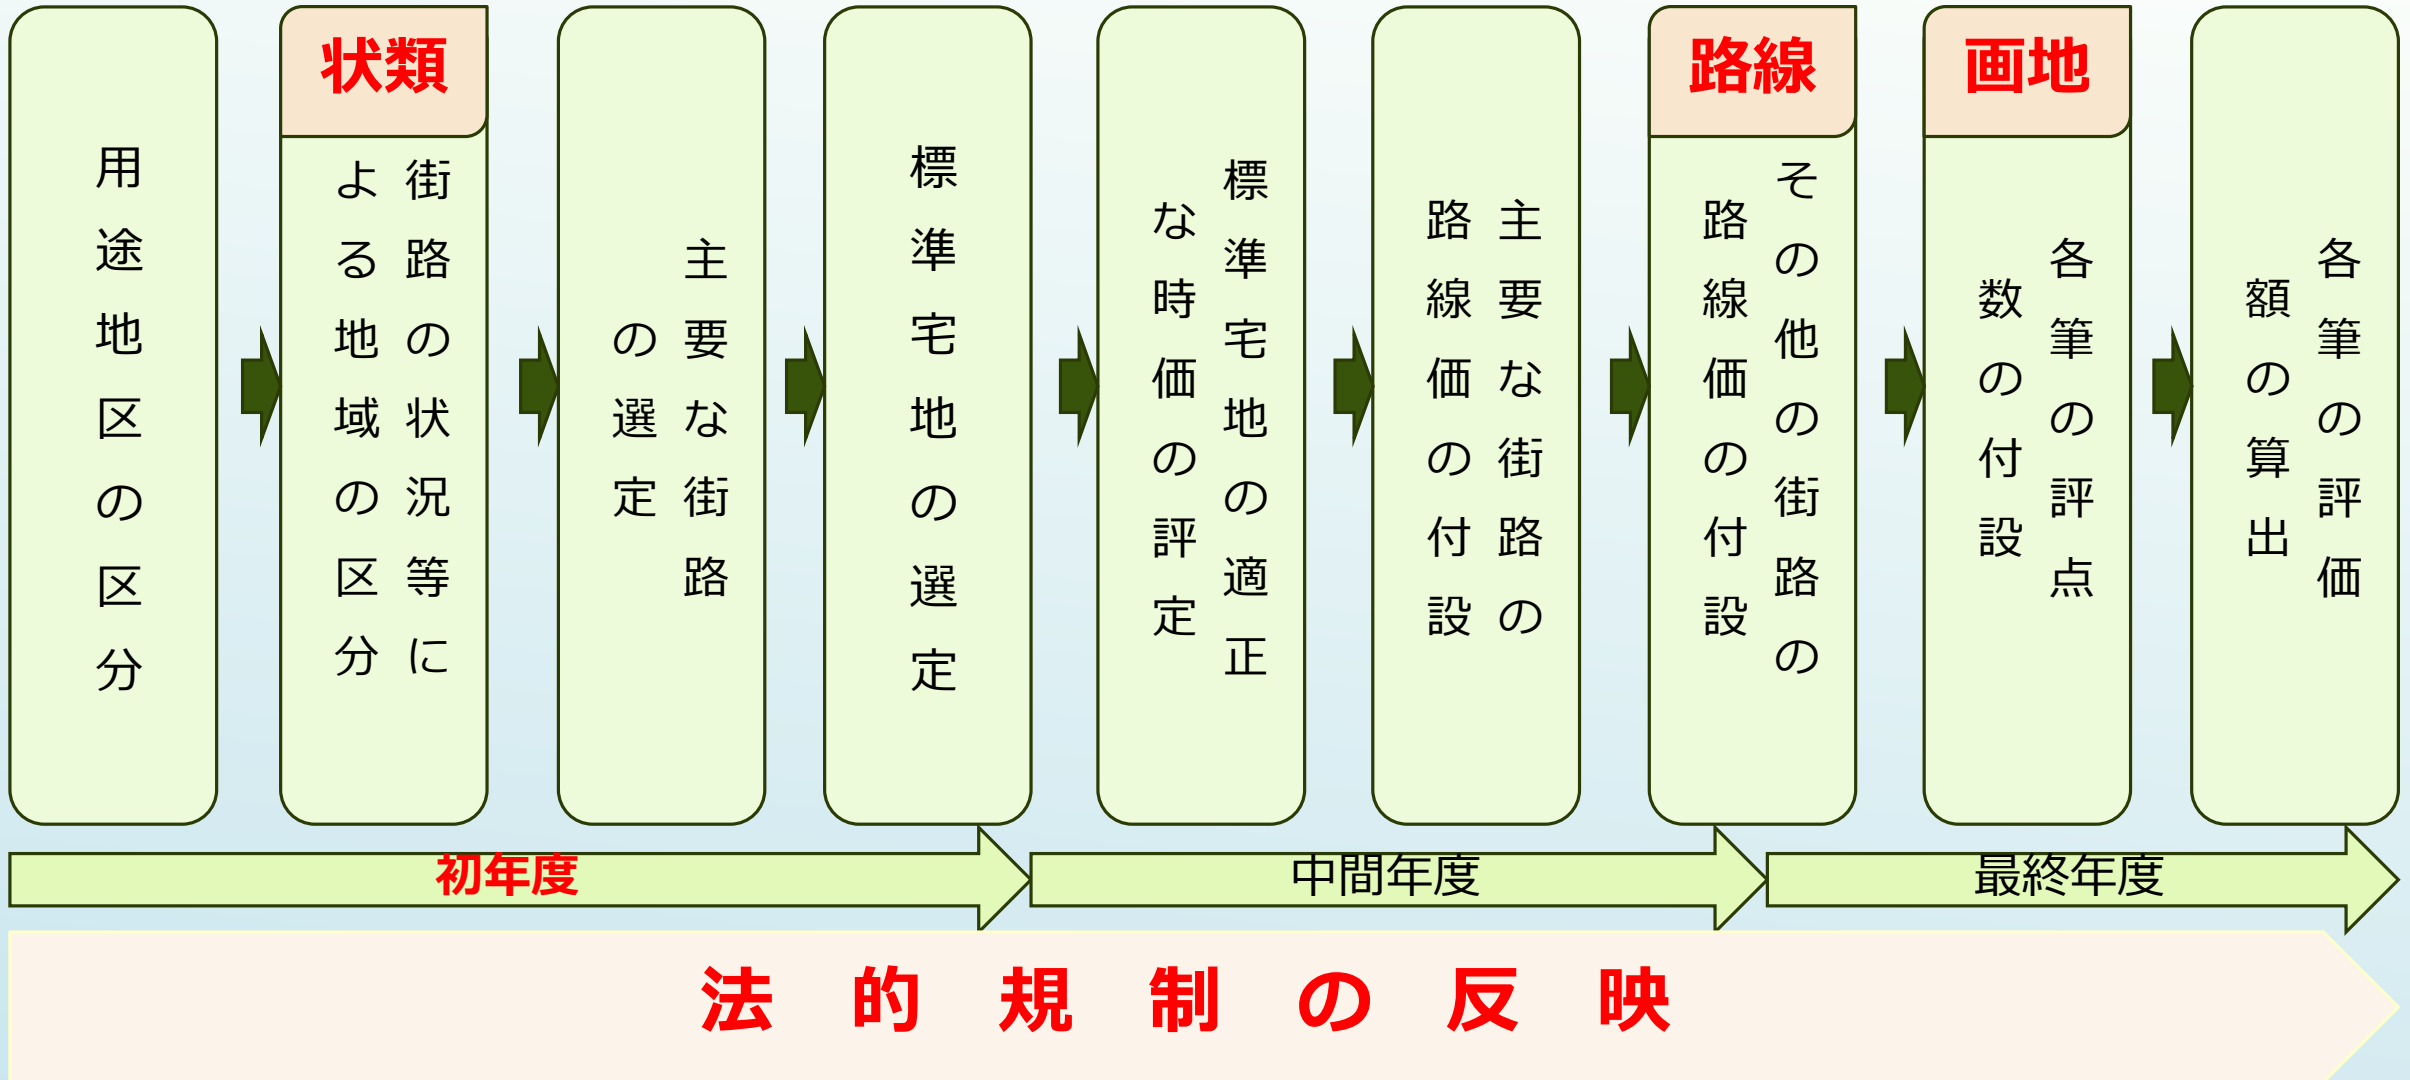 用途地区の区分
状類
街路の状況等に
よる地域の区分
主要な街路
の選定
標準宅地の選定
標準宅地の適正
な時価の評定
主要な街路の
路線価の付設
路線
その他の街路の
路線価の付設
画地
各筆の評点
数の付設
各筆の評価
額の算出
初年度
中間年度
最終年度
法的規制の反映